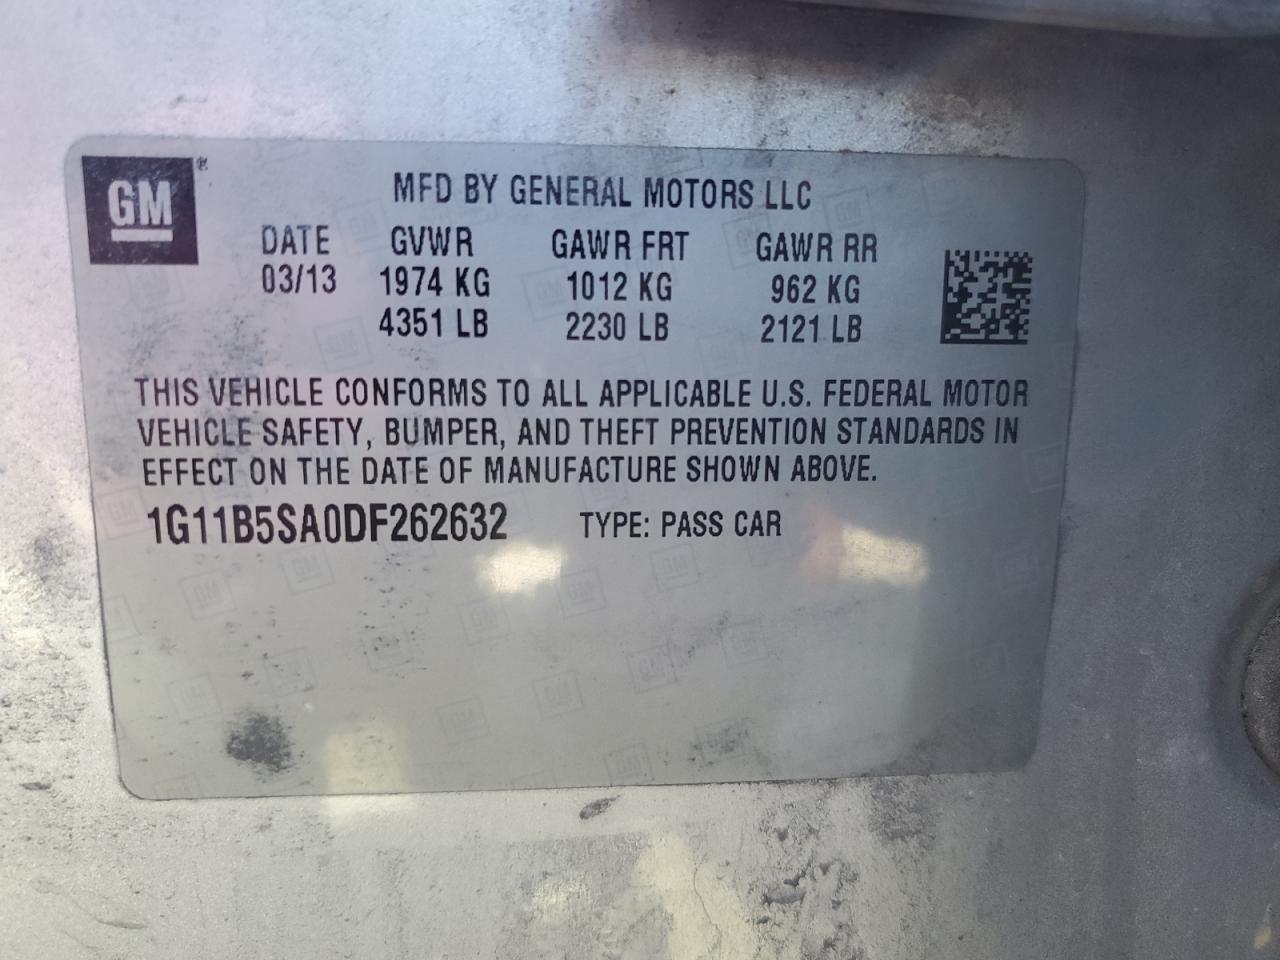 GM®
MFD BY GENERAL MOTORS LLC
DATE GVWR GAWR FRT GAWR RR
03/13 1974 KG 1012 KG 962 KG
4351 LB 2230 LB 2121 LB
THIS VEHICLE CONFORMS TO ALL APPLICABLE U.S. FEDERAL MOTOR
VEHICLE SAFETY, BUMPER, AND THEFT PREVENTION STANDARDS IN
EFFECT ON THE DATE OF MANUFACTURE SHOWN ABOVE.
1G11B5SA0DF262632 TYPE: PASS CAR